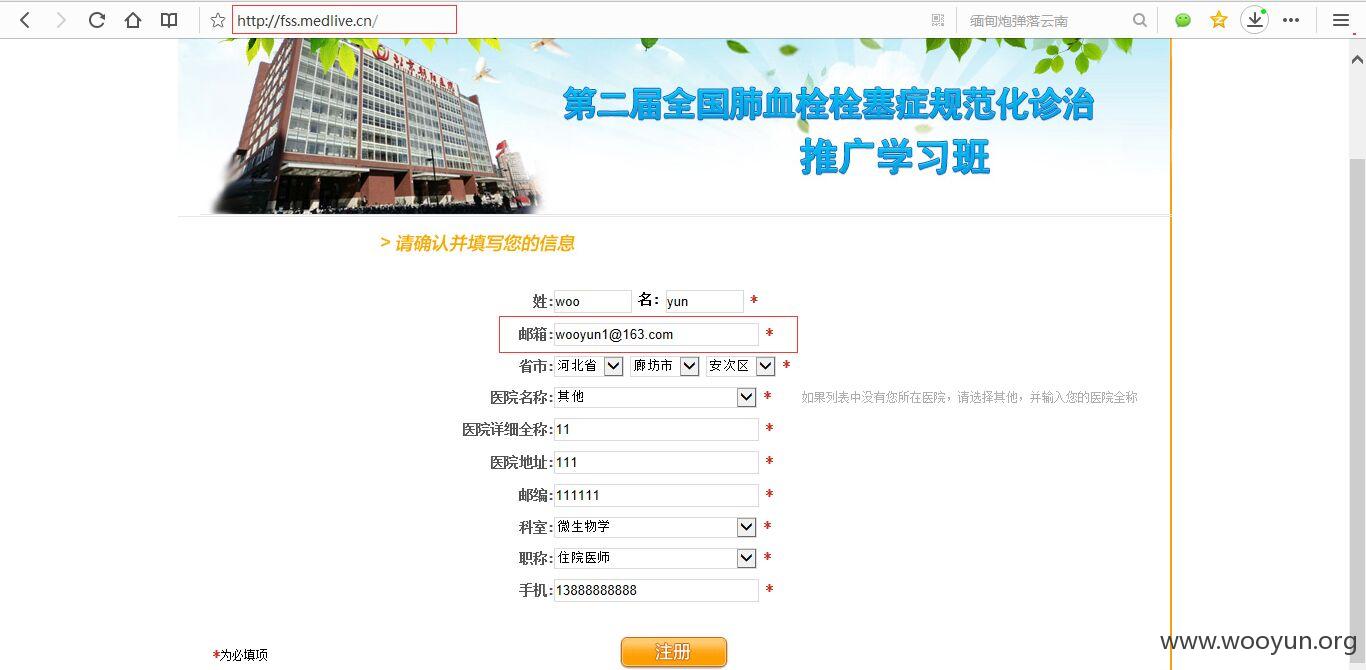 http://fss.medlive.cn/
缅甸炮弹落云南
第二届全国肺血栓栓塞症规范化诊治
推广学习班
> 请确认并填写您的信息
姓: woo 名: yun *
邮箱: wooyun1@163.com *
省市: 河北省 廊坊市 安次区 *
医院名称: 其他 * 如果列表中没有您所在医院，请选择其他，并输入您的医院全称
医院详细全称: 11 *
医院地址: 111 *
邮编: 111111 *
科室: 微生物学 *
职称: 住院医师 *
手机: 13888888888 *
*为必填项
注册
www.wooyun.org